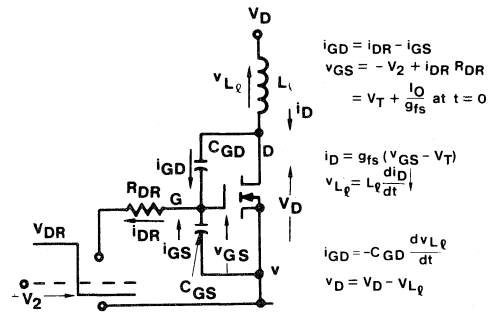 V_D
i_GD = i_DR − i_GS
v_GS = − V_2 + i_DR R_DR
= V_T + I_O/g_fs at t = 0
v_Lℓ
L_ℓ
i_D
C_GD
D
i_GD
i_D = g_fs (v_GS − V_T)
v_Lℓ = L_ℓ di_D/dt ↓
R_DR
G
V_D
V_DR
i_DR
i_GS
v_GS
v
− V_2
C_GS
i_GD = −C_GD dv_Lℓ/dt
v_D = V_D − V_Lℓ